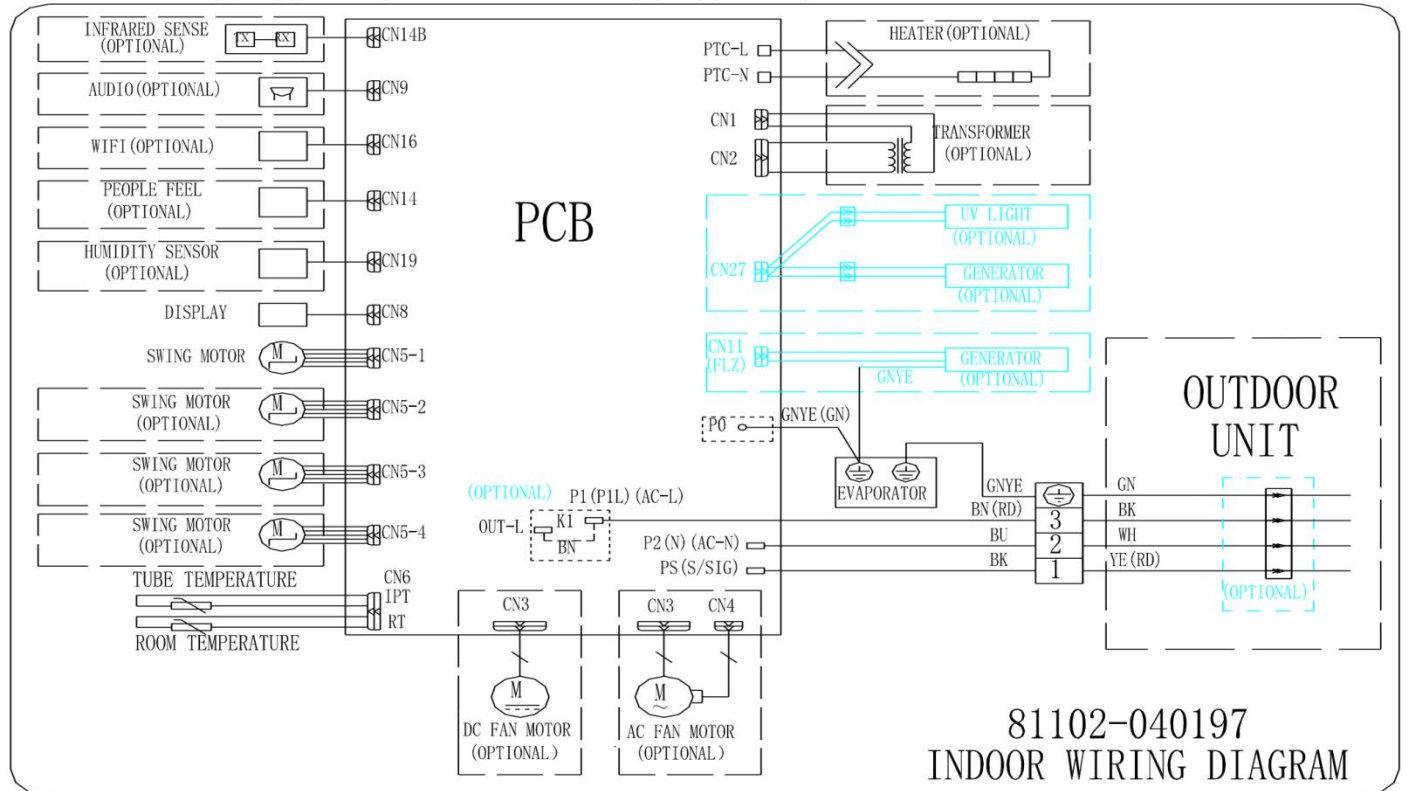 INFRARED SENSE
(OPTIONAL)
TX RX
CN14B
AUDIO(OPTIONAL)
CN9
WIFI(OPTIONAL)
CN16
PEOPLE FEEL
(OPTIONAL)
CN14
HUMIDITY SENSOR
(OPTIONAL)
CN19
DISPLAY
CN8
SWING MOTOR
M
CN5-1
SWING MOTOR
(OPTIONAL)
M
CN5-2
SWING MOTOR
(OPTIONAL)
M
CN5-3
SWING MOTOR
(OPTIONAL)
M
CN5-4
TUBE TEMPERATURE
CN6
IPT
RT
ROOM TEMPERATURE
PCB
PTC-L
PTC-N
HEATER(OPTIONAL)
CN1
CN2
TRANSFORMER
(OPTIONAL)
CN27
UV LIGHT
(OPTIONAL)
GENERATOR
(OPTIONAL)
CN11
(FLZ)
GENERATOR
(OPTIONAL)
GNYE
P0
GNYE(GN)
EVAPORATOR
(OPTIONAL)
P1(P1L)(AC-L)
OUT-L
K1
BN
P2(N)(AC-N)
PS(S/SIG)
GNYE
BN(RD)
BU
BK
3
2
1
GN
BK
WH
YE(RD)
OUTDOOR
UNIT
(OPTIONAL)
CN3
M
DC FAN MOTOR
(OPTIONAL)
CN3
CN4
M
~
AC FAN MOTOR
(OPTIONAL)
81102-040197
INDOOR WIRING DIAGRAM